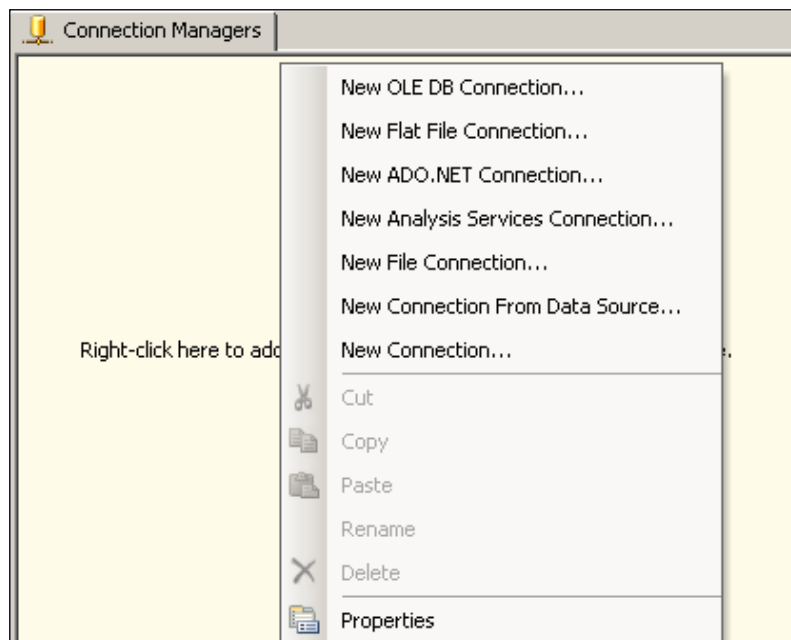 Connection Managers
New OLE DB Connection...
New Flat File Connection...
New ADO.NET Connection...
New Analysis Services Connection...
New File Connection...
New Connection From Data Source...
Right-click here to
New Connection...
Cut
Copy
Paste
Rename
Delete
Properties